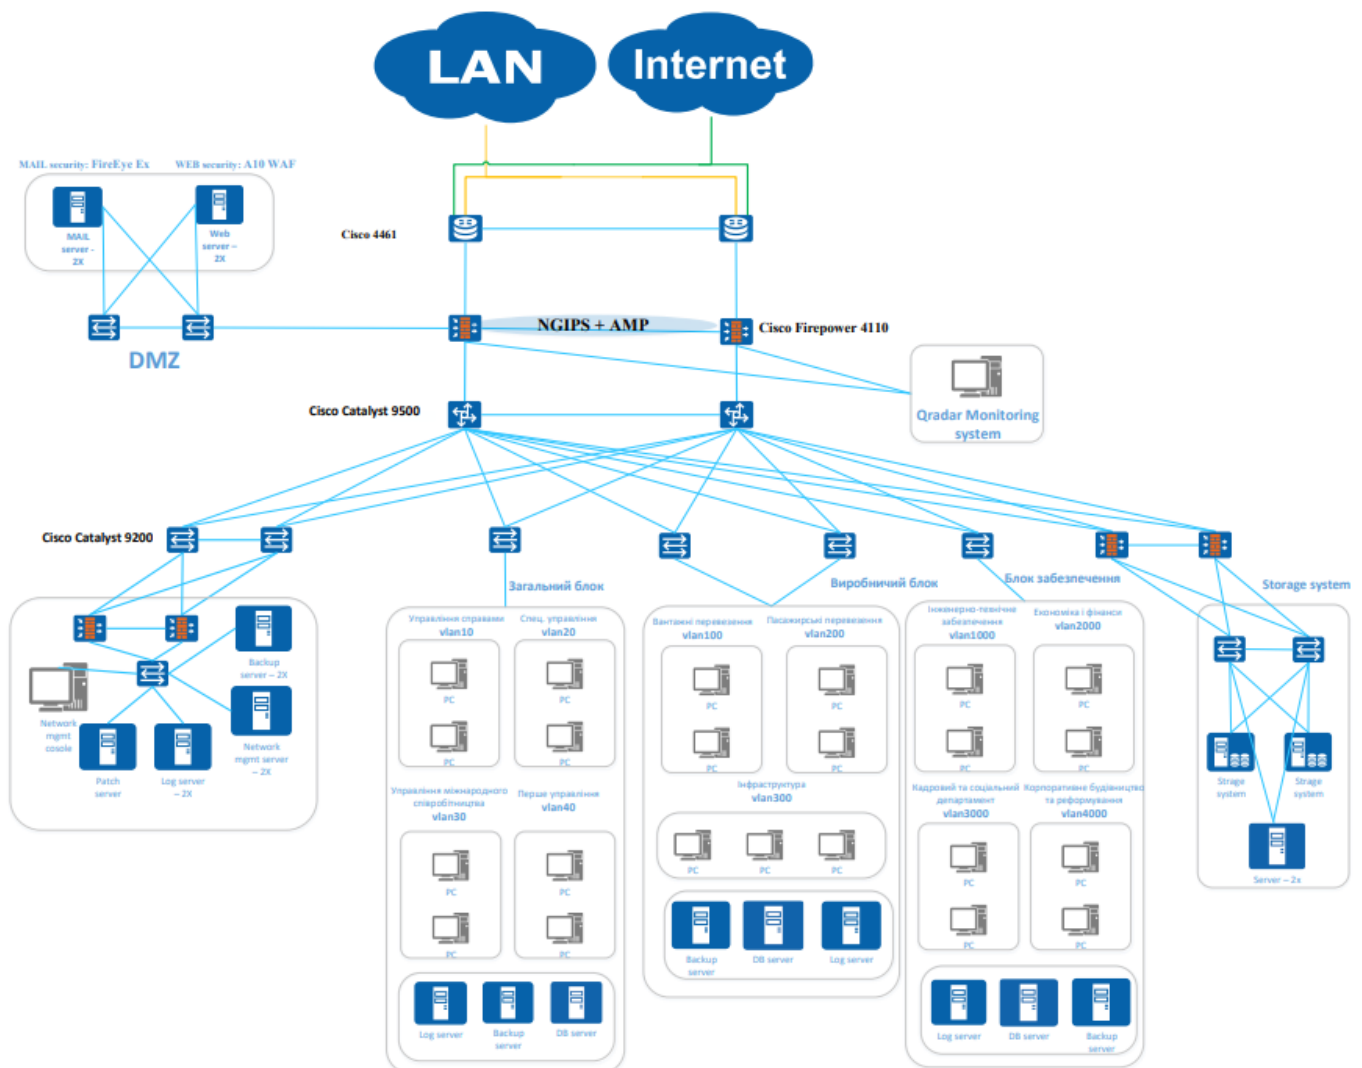 LAN
Internet
MAIL security: FireEye Ex
WEB security: A10 WAF
MAIL
server -
2X
Web
server –
2X
Cisco 4461
NGIPS + AMP
Cisco Firepower 4110
DMZ
Cisco Catalyst 9500
Qradar Monitoring
system
Cisco Catalyst 9200
Загальний блок
Виробничий блок
Блок забезпечення
Storage system
Backup
server – 2X
Network
mgmt
cosole
Patch
server
Log server
– 2X
Network
mgmt server
– 2X
Управління справами
vlan10
Спец. управління
vlan20
PC
PC
PC
PC
Управління міжнародного
співробітництва
vlan30
Перше управління
vlan40
PC
PC
PC
PC
Log server
Backup
server
DB server
Вантажні перевезення
vlan100
Пасажирські перевезення
vlan200
PC
PC
PC
PC
Інфраструктура
vlan300
PC
PC
PC
Backup
server
DB server
Log server
Інженерно-технічне
забезпечення
vlan1000
Економіка і фінанси
vlan2000
PC
PC
PC
PC
Кадровий та соціальний
департамент
vlan3000
Корпоративне будівництво
та реформування
vlan4000
PC
PC
PC
PC
Log server
DB server
Backup
server
Strage
system
Strage
system
Server – 2x